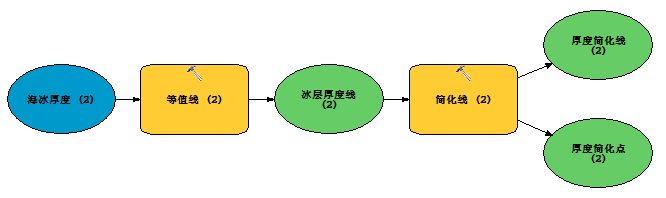 海冰厚度 (2)
等值线 (2)
冰层厚度线
(2)
简化线 (2)
厚度简化线
(2)
厚度简化点
(2)